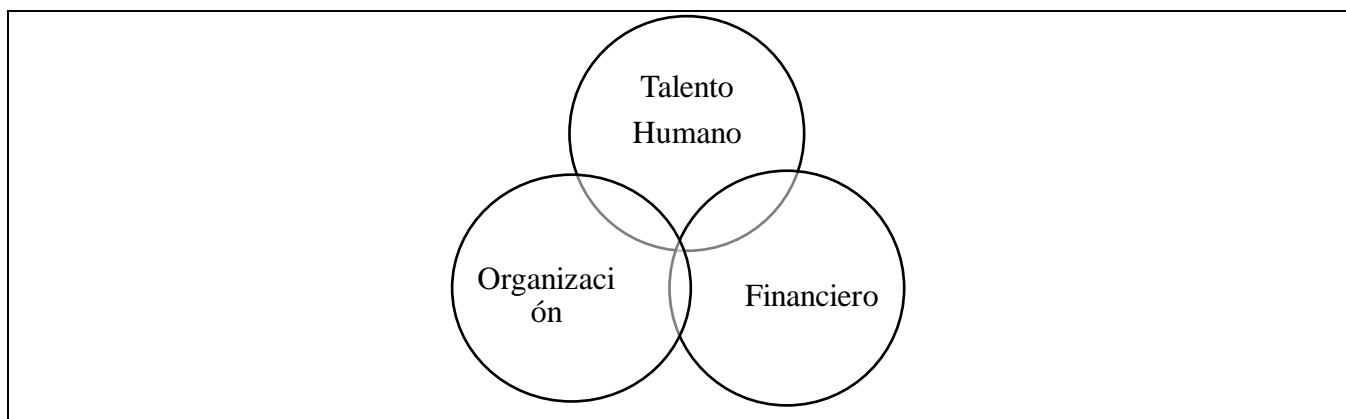 Talento
Humano
Organizaci
ón
Financiero